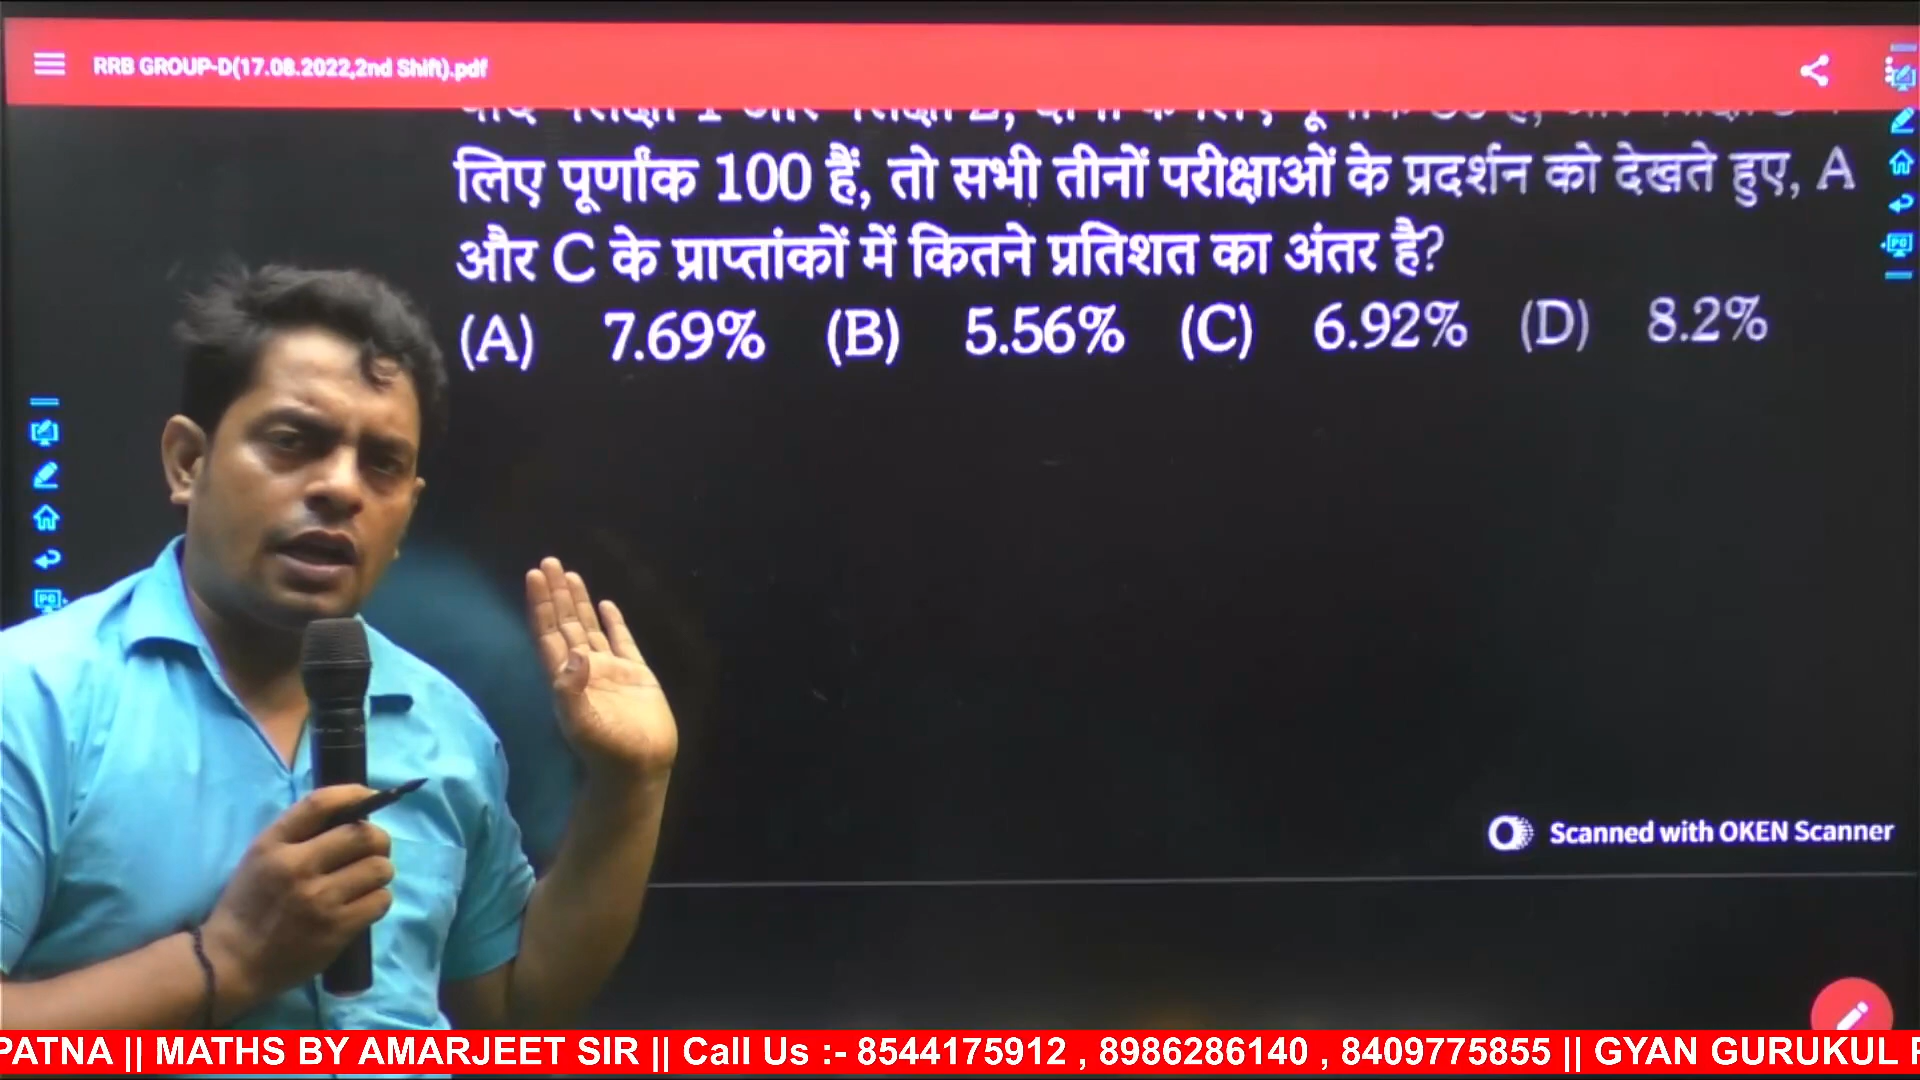 RRB GROUP-D(17.08.2022,2nd Shift).pdf
लिए पूर्णांक 100 हैं, तो सभी तीनों परीक्षाओं के प्रदर्शन को देखते हुए, A
और C के प्राप्तांकों में कितने प्रतिशत का अंतर है?
(A) 7.69% (B) 5.56% (C) 6.92% (D) 8.2%
Scanned with OKEN Scanner
PATNA || MATHS BY AMARJEET SIR || Call Us :- 8544175912 , 8986286140 , 8409775855 || GYAN GURUKUL